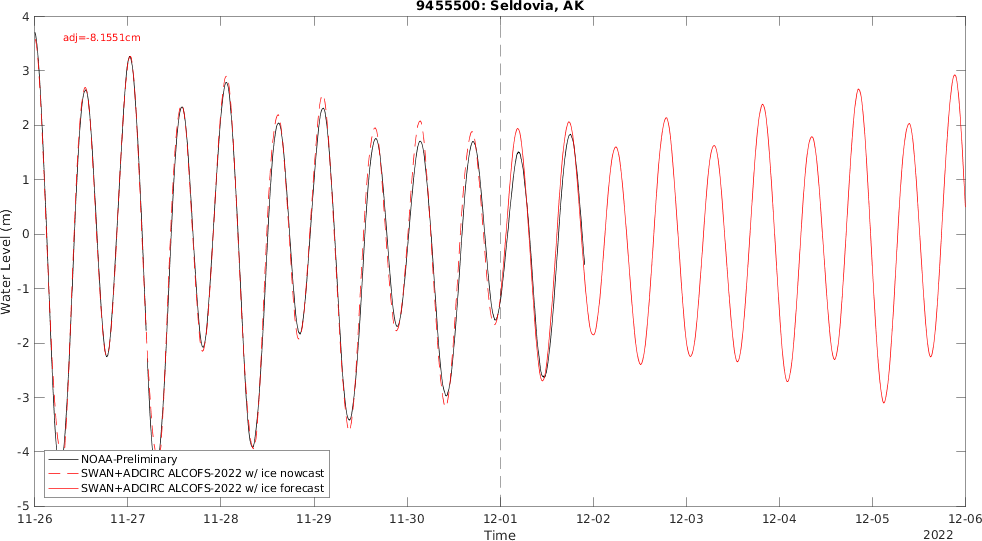 9455500: Seldovia, AK
adj=-8.1551cm
Water Level (m)
4
3
2
1
0
-1
-2
-3
-4
-5
NOAA-Preliminary
SWAN+ADCIRC ALCOFS-2022 w/ ice nowcast
SWAN+ADCIRC ALCOFS-2022 w/ ice forecast
11-26 11-27 11-28 11-29 11-30 12-01 12-02 12-03 12-04 12-05 12-06
Time
2022